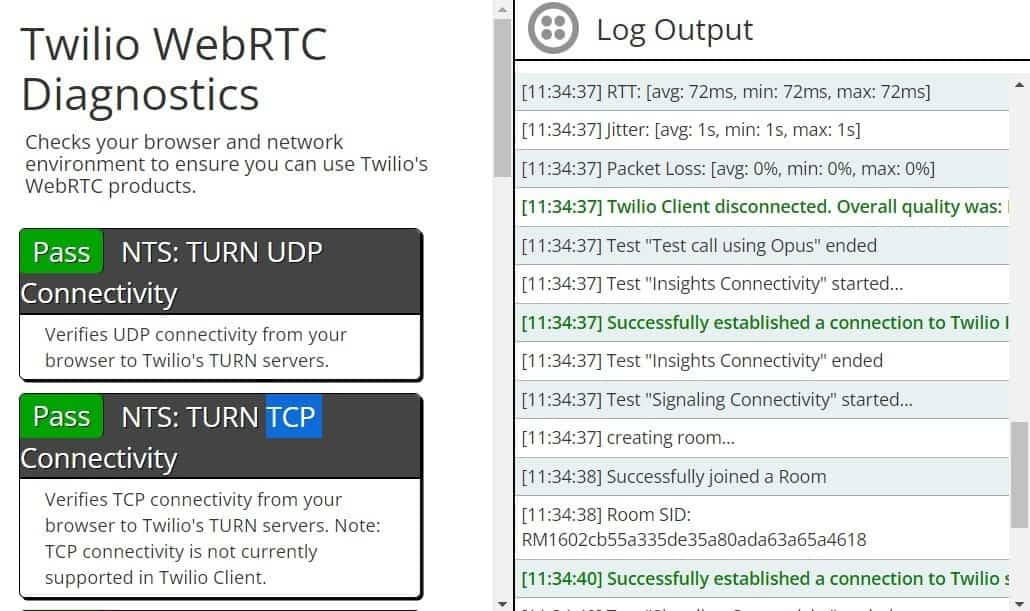 Twilio WebRTC
Diagnostics
Checks your browser and network
environment to ensure you can use Twilio's
WebRTC products.
Pass NTS: TURN UDP
Connectivity
Verifies UDP connectivity from your
browser to Twilio's TURN servers.
Pass NTS: TURN TCP
Connectivity
Verifies TCP connectivity from your
browser to Twilio's TURN servers. Note:
TCP connectivity is not currently
supported in Twilio Client.
Log Output
[11:34:37] RTT: [avg: 72ms, min: 72ms, max: 72ms]
[11:34:37] Jitter: [avg: 1s, min: 1s, max: 1s]
[11:34:37] Packet Loss: [avg: 0%, min: 0%, max: 0%]
[11:34:37] Twilio Client disconnected. Overall quality was:
[11:34:37] Test "Test call using Opus" ended
[11:34:37] Test "Insights Connectivity" started...
[11:34:37] Successfully established a connection to Twilio
[11:34:37] Test "Insights Connectivity" ended
[11:34:37] Test "Signaling Connectivity" started...
[11:34:37] creating room...
[11:34:38] Successfully joined a Room
[11:34:38] Room SID:
RM1602cb55a335de35a80ada63a65a4618
[11:34:40] Successfully established a connection to Twilio